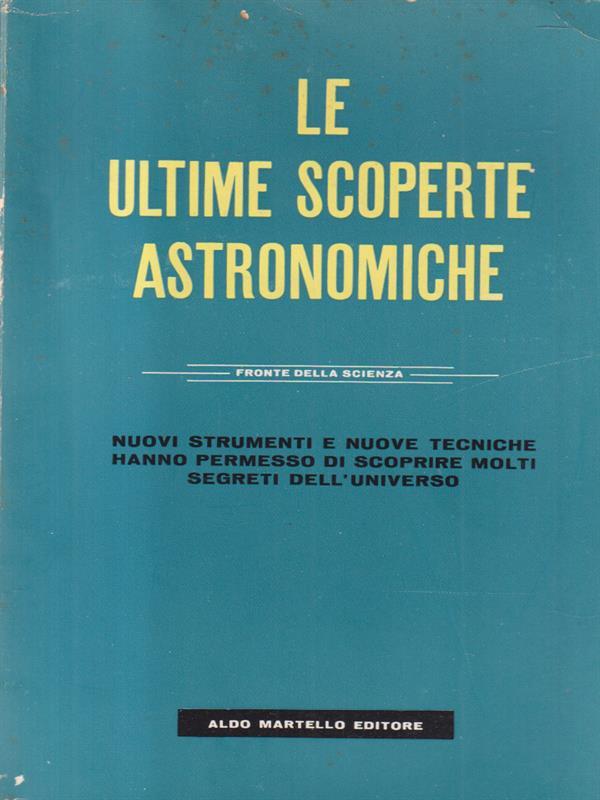 LE
ULTIME SCOPERTE
ASTRONOMICHE
FRONTE DELLA SCIENZA
NUOVI STRUMENTI E NUOVE TECNICHE
HANNO PERMESSO DI SCOPRIRE MOLTI
SEGRETI DELL'UNIVERSO
ALDO MARTELLO EDITORE